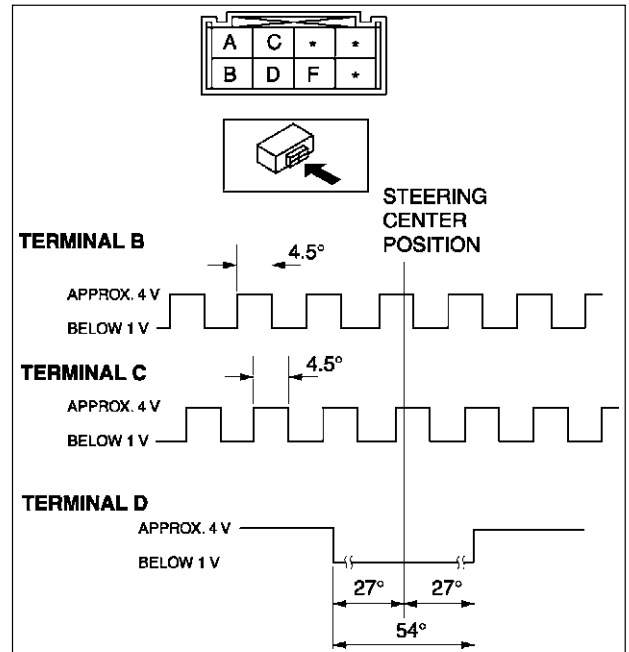 A C * *
B D F *
STEERING
CENTER
POSITION
TERMINAL B
4.5°
APPROX. 4 V
BELOW 1 V
TERMINAL C
4.5°
APPROX. 4 V
BELOW 1 V
TERMINAL D
APPROX. 4 V
BELOW 1 V
27° 27°
54°